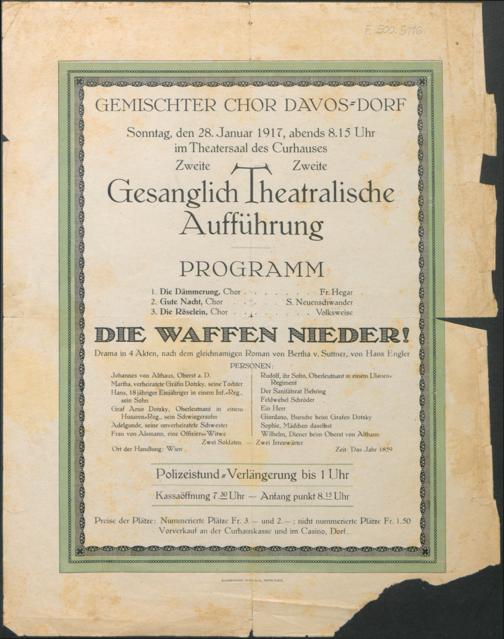 F. 500. 5116
GEMISCHTER CHOR DAVOS=DORF
Sonntag, den 28. Januar 1917, abends 8.15 Uhr
im Theatersaal des Curhauses
Zweite Zweite
Gesanglich Theatralische
Aufführung
PROGRAMM
1. Die Dämmerung, Chor . . . . . . . Fr. Hegar
2. Gute Nacht, Chor . . . . . S. Neuenschwander
3. Die Röselein, Chor . . . . . . . Volksweise
DIE WAFFEN NIEDER!
Drama in 4 Akten, nach dem gleichnamigen Roman von Bertha v. Suttner, von Hans Engler
PERSONEN:
Johannes von Althaus, Oberst a. D.
Martha, verheiratete Gräfin Dotzky, seine Tochter
Hans, 18 jähriger Einjähriger in einem Inf.=Reg.,
sein Sohn
Graf Arno Dotzky, Oberleutnant in einem
Husaren=Reg., sein Schwiegersohn
Adelgunde, seine unverheiratete Schwester
Frau von eine Offiziers=Witwe
Rudolf, ihr Sohn, Oberleutnant in einem Ulanen=
Regiment
Der Sanitätsrat
Feldwebel Schröder
Ein Herr
Giordano, Bursche beim Grafen Dotzky
Sophie, Mädchen daselbst
Wilhelm, Diener beim Oberst von Althaus
Zwei Soldaten — Zwei Irrenwärter
Ort der Handlung: Wien Zeit: Das Jahr 1859
Polizeistund=Verlängerung bis 1 Uhr
Kassaöffnung 7.30 Uhr — Anfang punkt 8.15 Uhr
Preise der Plätze: Nummerierte Plätze Fr. 3.— und 2.—; nicht nummerierte Plätze Fr. 1.50
Vorverkauf an der Curhauskasse und im Casino, Dorf